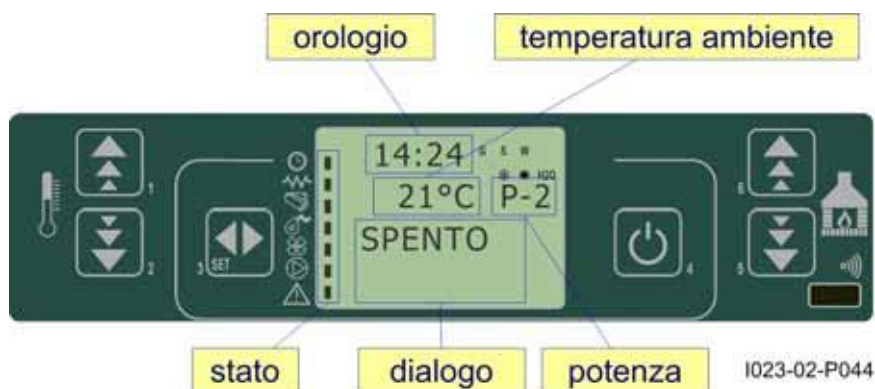 orologio
temperatura ambiente
14:24
21°C
P-2
SPENTO
1
2
3 SET
4
6
5
stato
dialogo
potenza
I023-02-P044